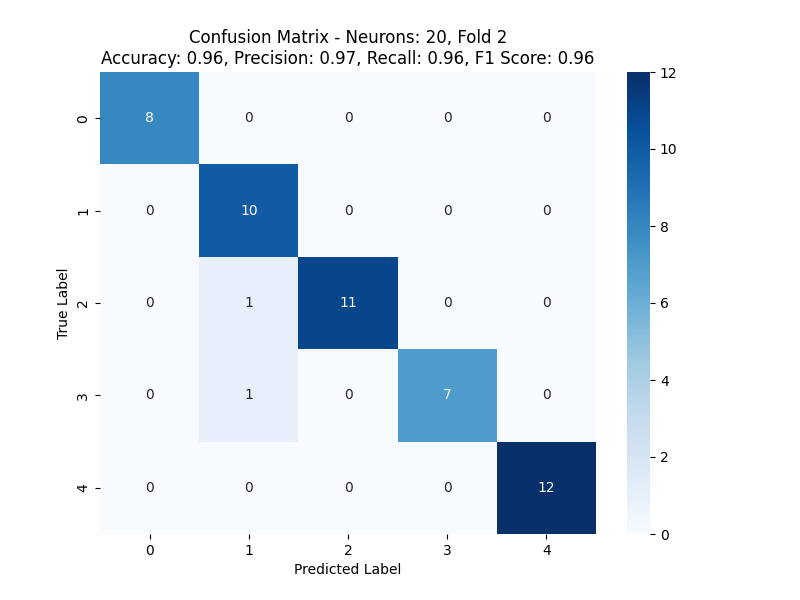 Confusion Matrix - Neurons: 20, Fold 2
Accuracy: 0.96, Precision: 0.97, Recall: 0.96, F1 Score: 0.96
True Label
0 8 0 0 0 0
1 0 10 0 0 0
2 0 1 11 0 0
3 0 1 0 7 0
4 0 0 0 0 12
0 1 2 3 4
Predicted Label
12
10
8
6
4
2
0